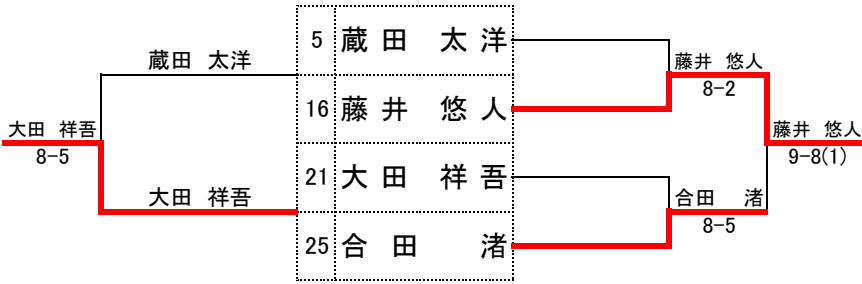 蔵田 太洋
大田 祥吾
8-5
大田 祥吾
5 蔵田 太洋
16 藤井 悠人
21 大田 祥吾
25 合田 渚
藤井 悠人
8-2
合田 渚
8-5
藤井 悠人
9-8(1)